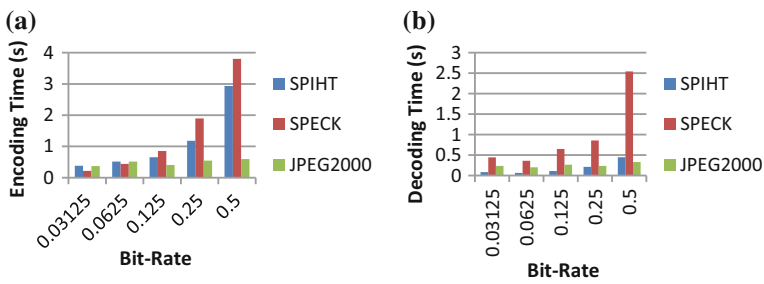 (a)
Encoding Time (s)
4
3
2
1
0
0.03125
0.0625
0.125
0.25
0.5
Bit-Rate
SPIHT
SPECK
JPEG2000
(b)
Decoding Time (s)
3
2.5
2
1.5
1
0.5
0
0.03125
0.0625
0.125
0.25
0.5
Bit-Rate
SPIHT
SPECK
JPEG2000